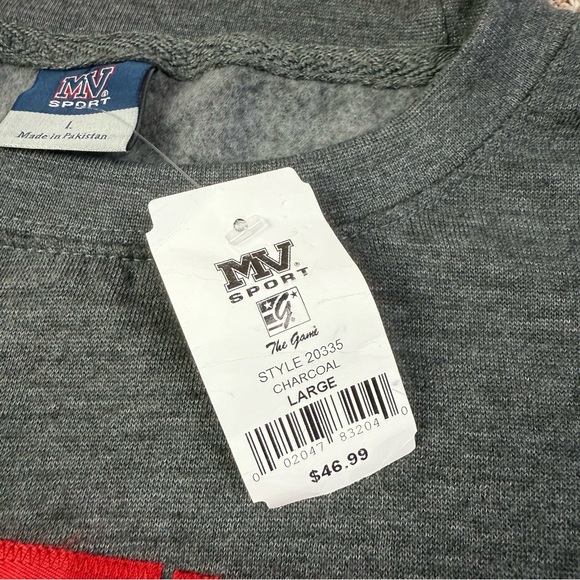 MV
SPORT
L
Made in Pakistan
MV
SPORT
G
The Game
STYLE 20335
CHARCOAL
LARGE
0 02047 83204 0
$46.99